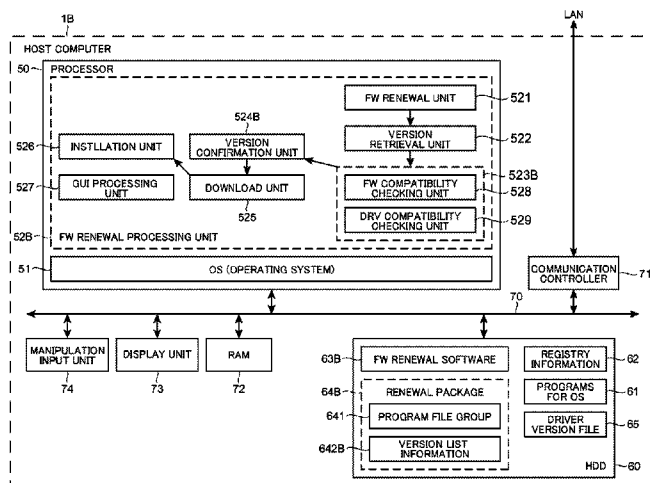 1B
LAN
HOST COMPUTER
50
PROCESSOR
524B
FW RENEWAL UNIT
521
526
INSTLLATION UNIT
VERSION
CONFIRMATION UNIT
VERSION
RETRIEVAL UNIT
522
523B
527
GUI PROCESSING
UNIT
DOWNLOAD UNIT
525
FW COMPATIBILITY
CHECKING UNIT
528
DRV COMPATIBILITY
CHECKING UNIT
529
52B
FW RENEWAL PROCESSING UNIT
51
OS (OPERATING SYSTEM)
COMMUNICATION
CONTROLLER
71
70
MANIPULATION
INPUT UNIT
DISPLAY UNIT
RAM
74
73
72
63B
FW RENEWAL SOFTWARE
REGISTRY
INFORMATION
62
64B
RENEWAL PACKAGE
641
PROGRAM FILE GROUP
PROGRAMS
FOR OS
61
642B
VERSION LIST
INFORMATION
DRIVER
VERSION FILE
65
HDD
60